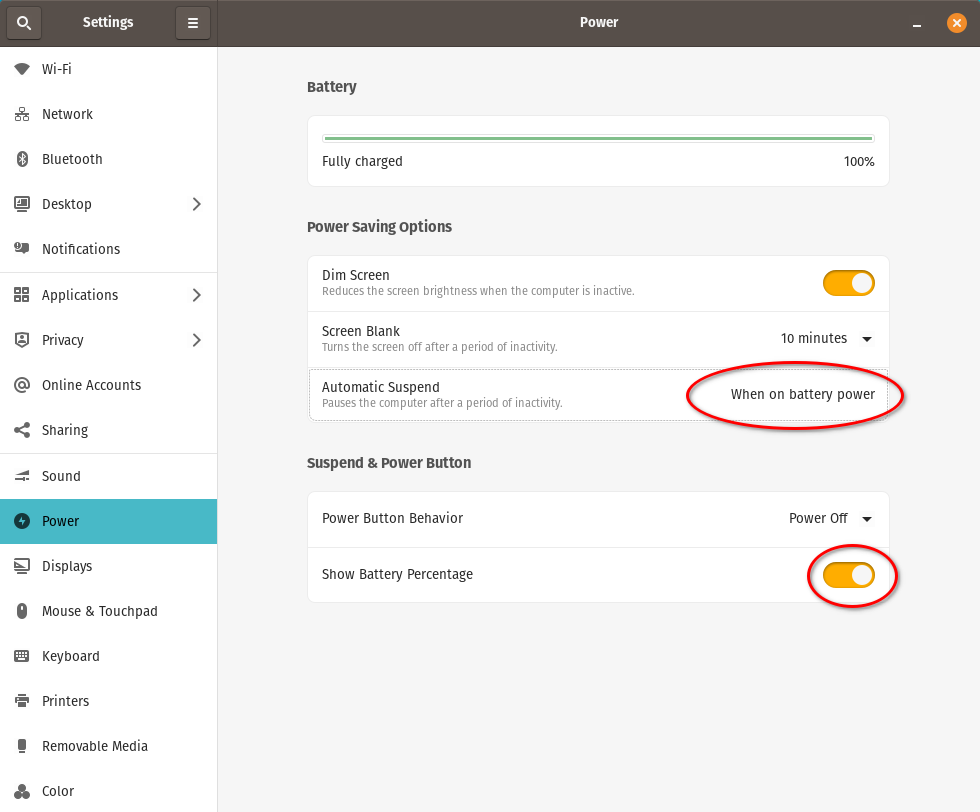 Settings
Power
Wi-Fi
Network
Bluetooth
Desktop
Notifications
Applications
Privacy
Online Accounts
Sharing
Sound
Power
Displays
Mouse & Touchpad
Keyboard
Printers
Removable Media
Color
Battery
Fully charged 100%
Power Saving Options
Dim Screen
Reduces the screen brightness when the computer is inactive.
Screen Blank
Turns the screen off after a period of inactivity.
10 minutes
Automatic Suspend
Pauses the computer after a period of inactivity.
When on battery power
Suspend & Power Button
Power Button Behavior Power Off
Show Battery Percentage